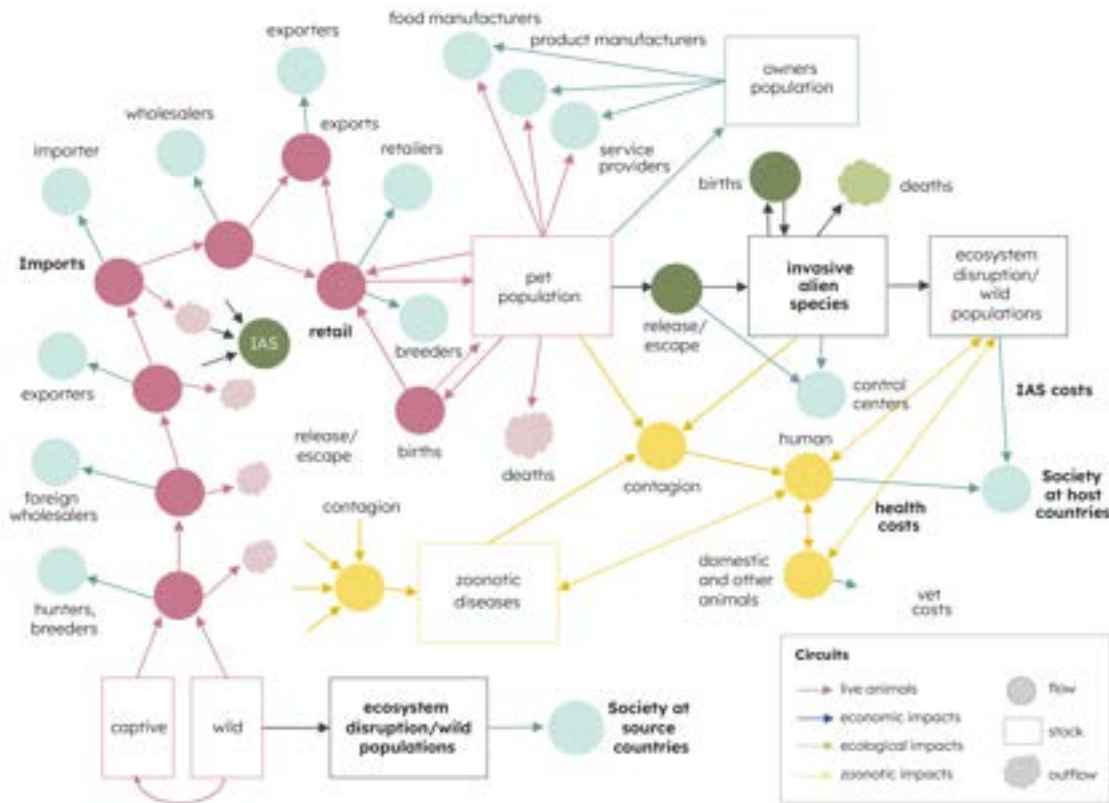 food manufacturers
product manufacturers
exporters
owners
population
wholesalers
exports
retailers
importer
service
providers
births
deaths
Imports
pet
population
invasive
alien
species
ecosystem
disruption/
wild
populations
retail
IAS
release/
escape
breeders
exporters
control
centers
IAS costs
release/
escape
births
deaths
human
foreign
wholesalers
contagion
contagion
health
costs
Society
at host
countries
hunters,
breeders
zoonotic
diseases
domestic
and other
animals
vet
costs
captive
wild
ecosystem
disruption/wild
populations
Society at
source
countries
Circuits
live animals
economic impacts
ecological impacts
zoonotic impacts
flow
stock
outflow